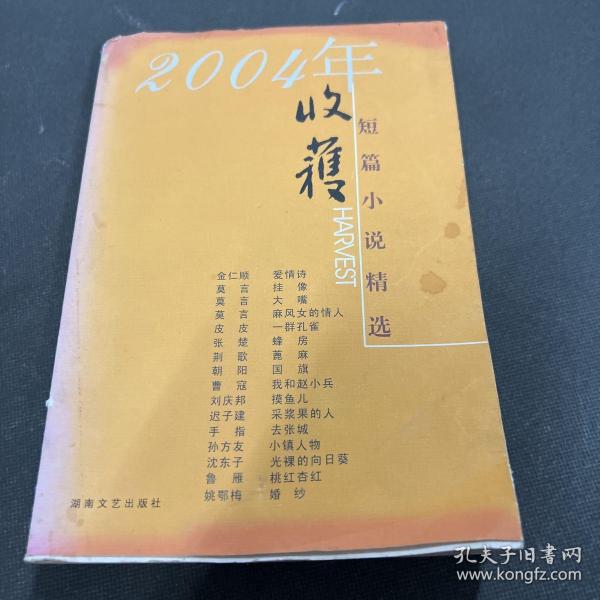 2004年
收穫
HARVEST
短篇小说精选
金仁顺 爱情诗
莫言 挂像
莫言 大嘴
莫言 麻风女的情人
皮皮 一群孔雀
张楚 蜂房
荆歌 蓖麻
朝阳 国旗
曹寇 我和赵小兵
刘庆邦 摸鱼儿
迟子建 采浆果的人
手指 去张城
孙方友 小镇人物
沈东子 光裸的向日葵
鲁雁 桃红杏红
姚鄂梅 婚纱
湖南文艺出版社
孔夫子旧书网
www.kongfz.com